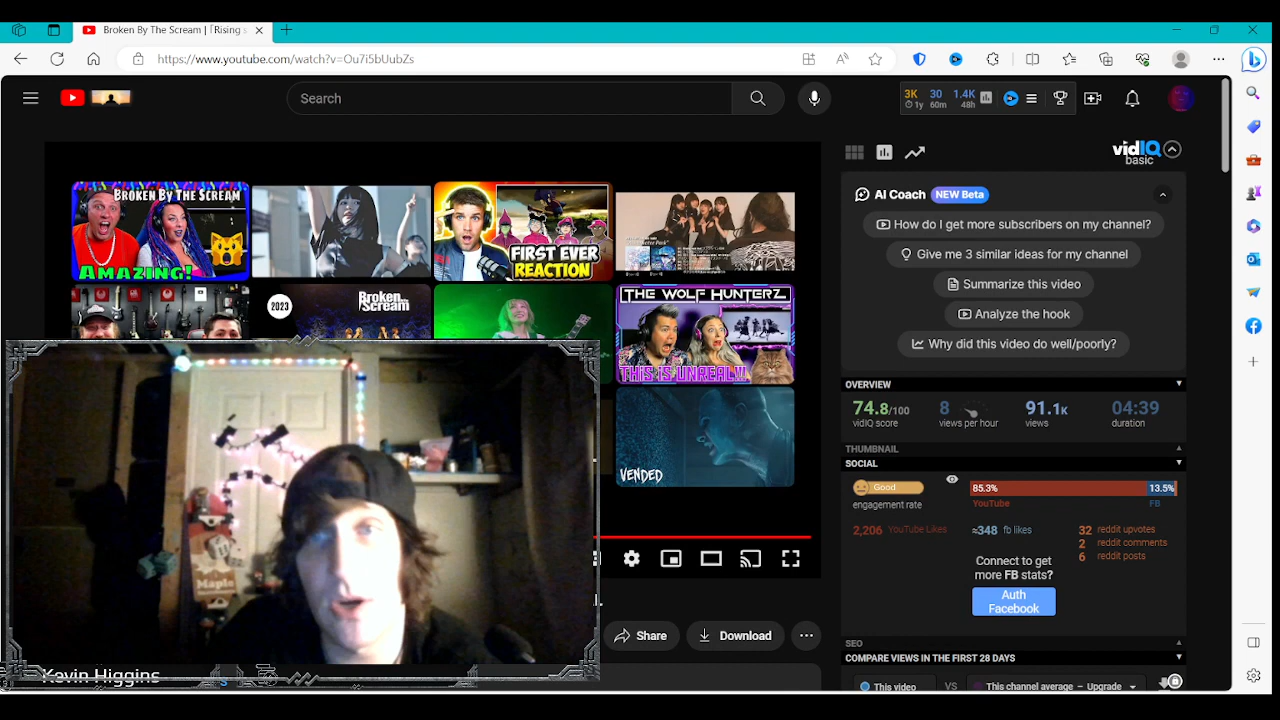 Broken By The Scream | 「Rising s
https://www.youtube.com/watch?v=Ou7i5bUubZs
Search
3K 30 1.4K
1y 60m 48h
vidIQ
basic
AI Coach NEW Beta
How do I get more subscribers on my channel?
Give me 3 similar ideas for my channel
Summarize this video
Analyze the hook
Why did this video do well/poorly?
BROKEN BY THE SCREAM
AMAZING!
FIRST EVER
REACTION
2023
Broken
Scream
THE WOLF HUNTERZ
THIS IS UNREAL!!!
VENDED
OVERVIEW
74.8/100 8 91.1K 04:39
vidIQ score views per hour views duration
THUMBNAIL
SOCIAL
Good 85.3% 13.5%
engagement rate YouTube FB
2,206 YouTube Likes ≈348 fb likes 32 reddit upvotes
2 reddit comments
6 reddit posts
Connect to get
more FB stats?
Auth
Facebook
Share Download
SEO
COMPARE VIEWS IN THE FIRST 28 DAYS
This video VS This channel average – Upgrade
Maple
Kevin Higgins